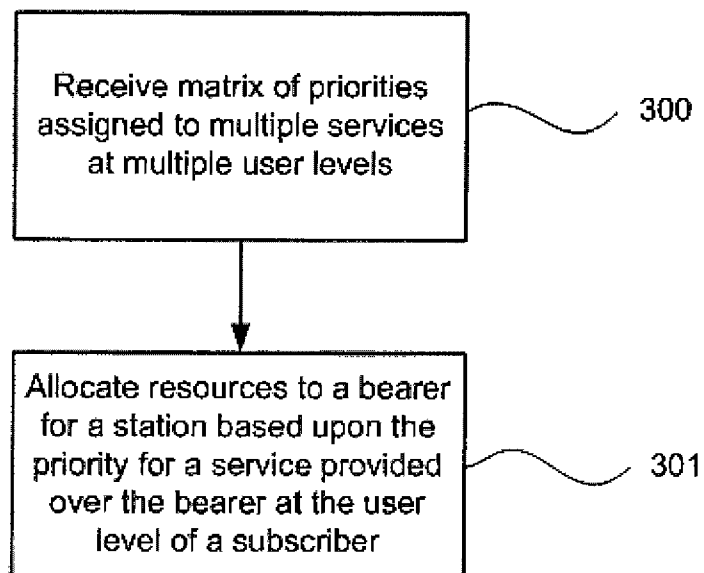 Receive matrix of priorities
assigned to multiple services
at multiple user levels
300
Allocate resources to a bearer
for a station based upon the
priority for a service provided
over the bearer at the user
level of a subscriber
301